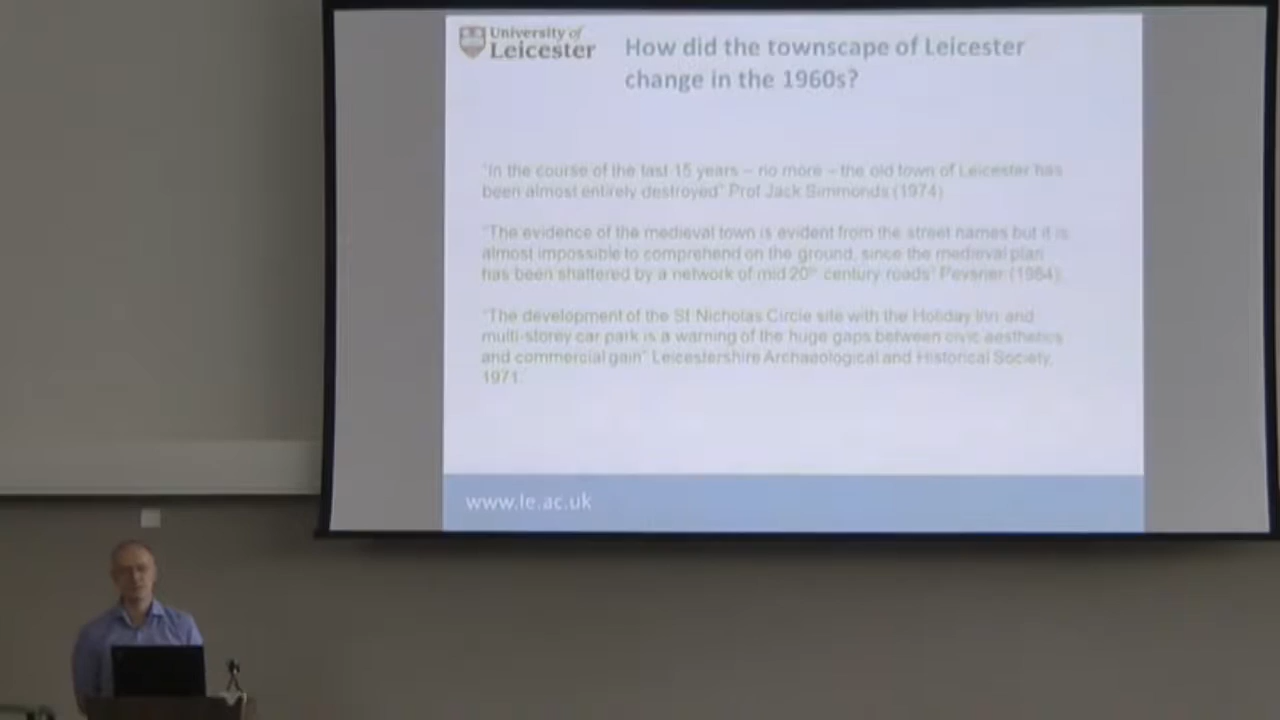 University of
Leicester
How did the townscape of Leicester
change in the 1960s?
"In the course of the last 15 years – no more – the old town of Leicester has
been almost entirely destroyed" Prof Jack Simmonds (1974)
"The evidence of the medieval town is evident from the street names but it is
almost impossible to comprehend on the ground, since the medieval plan
has been shattered by a network of mid 20th century roads" Pevsner (1984)
"The development of the St Nicholas Circle site with the Holiday Inn and
multi-storey car park is a warning of the huge gaps between civic aesthetics
and commercial gain" Leicestershire Archaeological and Historical Society,
1971.
www.le.ac.uk